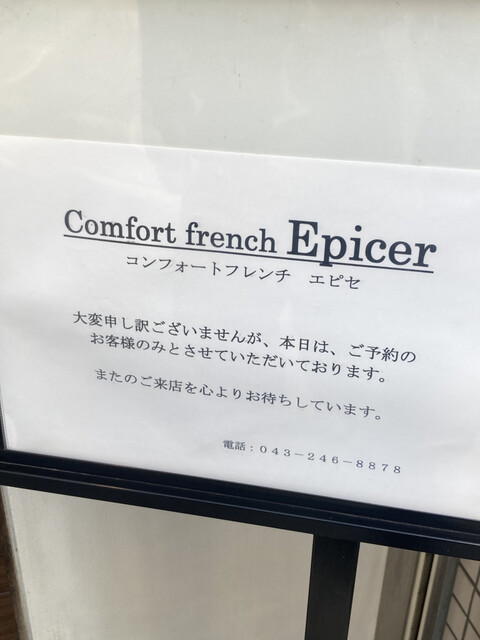 Comfort french Epicer
コンフォートフレンチ　エピセ
大変申し訳ございませんが、本日は、ご予約の
お客様のみとさせていただいております。
またのご来店を心よりお待ちしています。
電話：０４３－２４６－８８７８